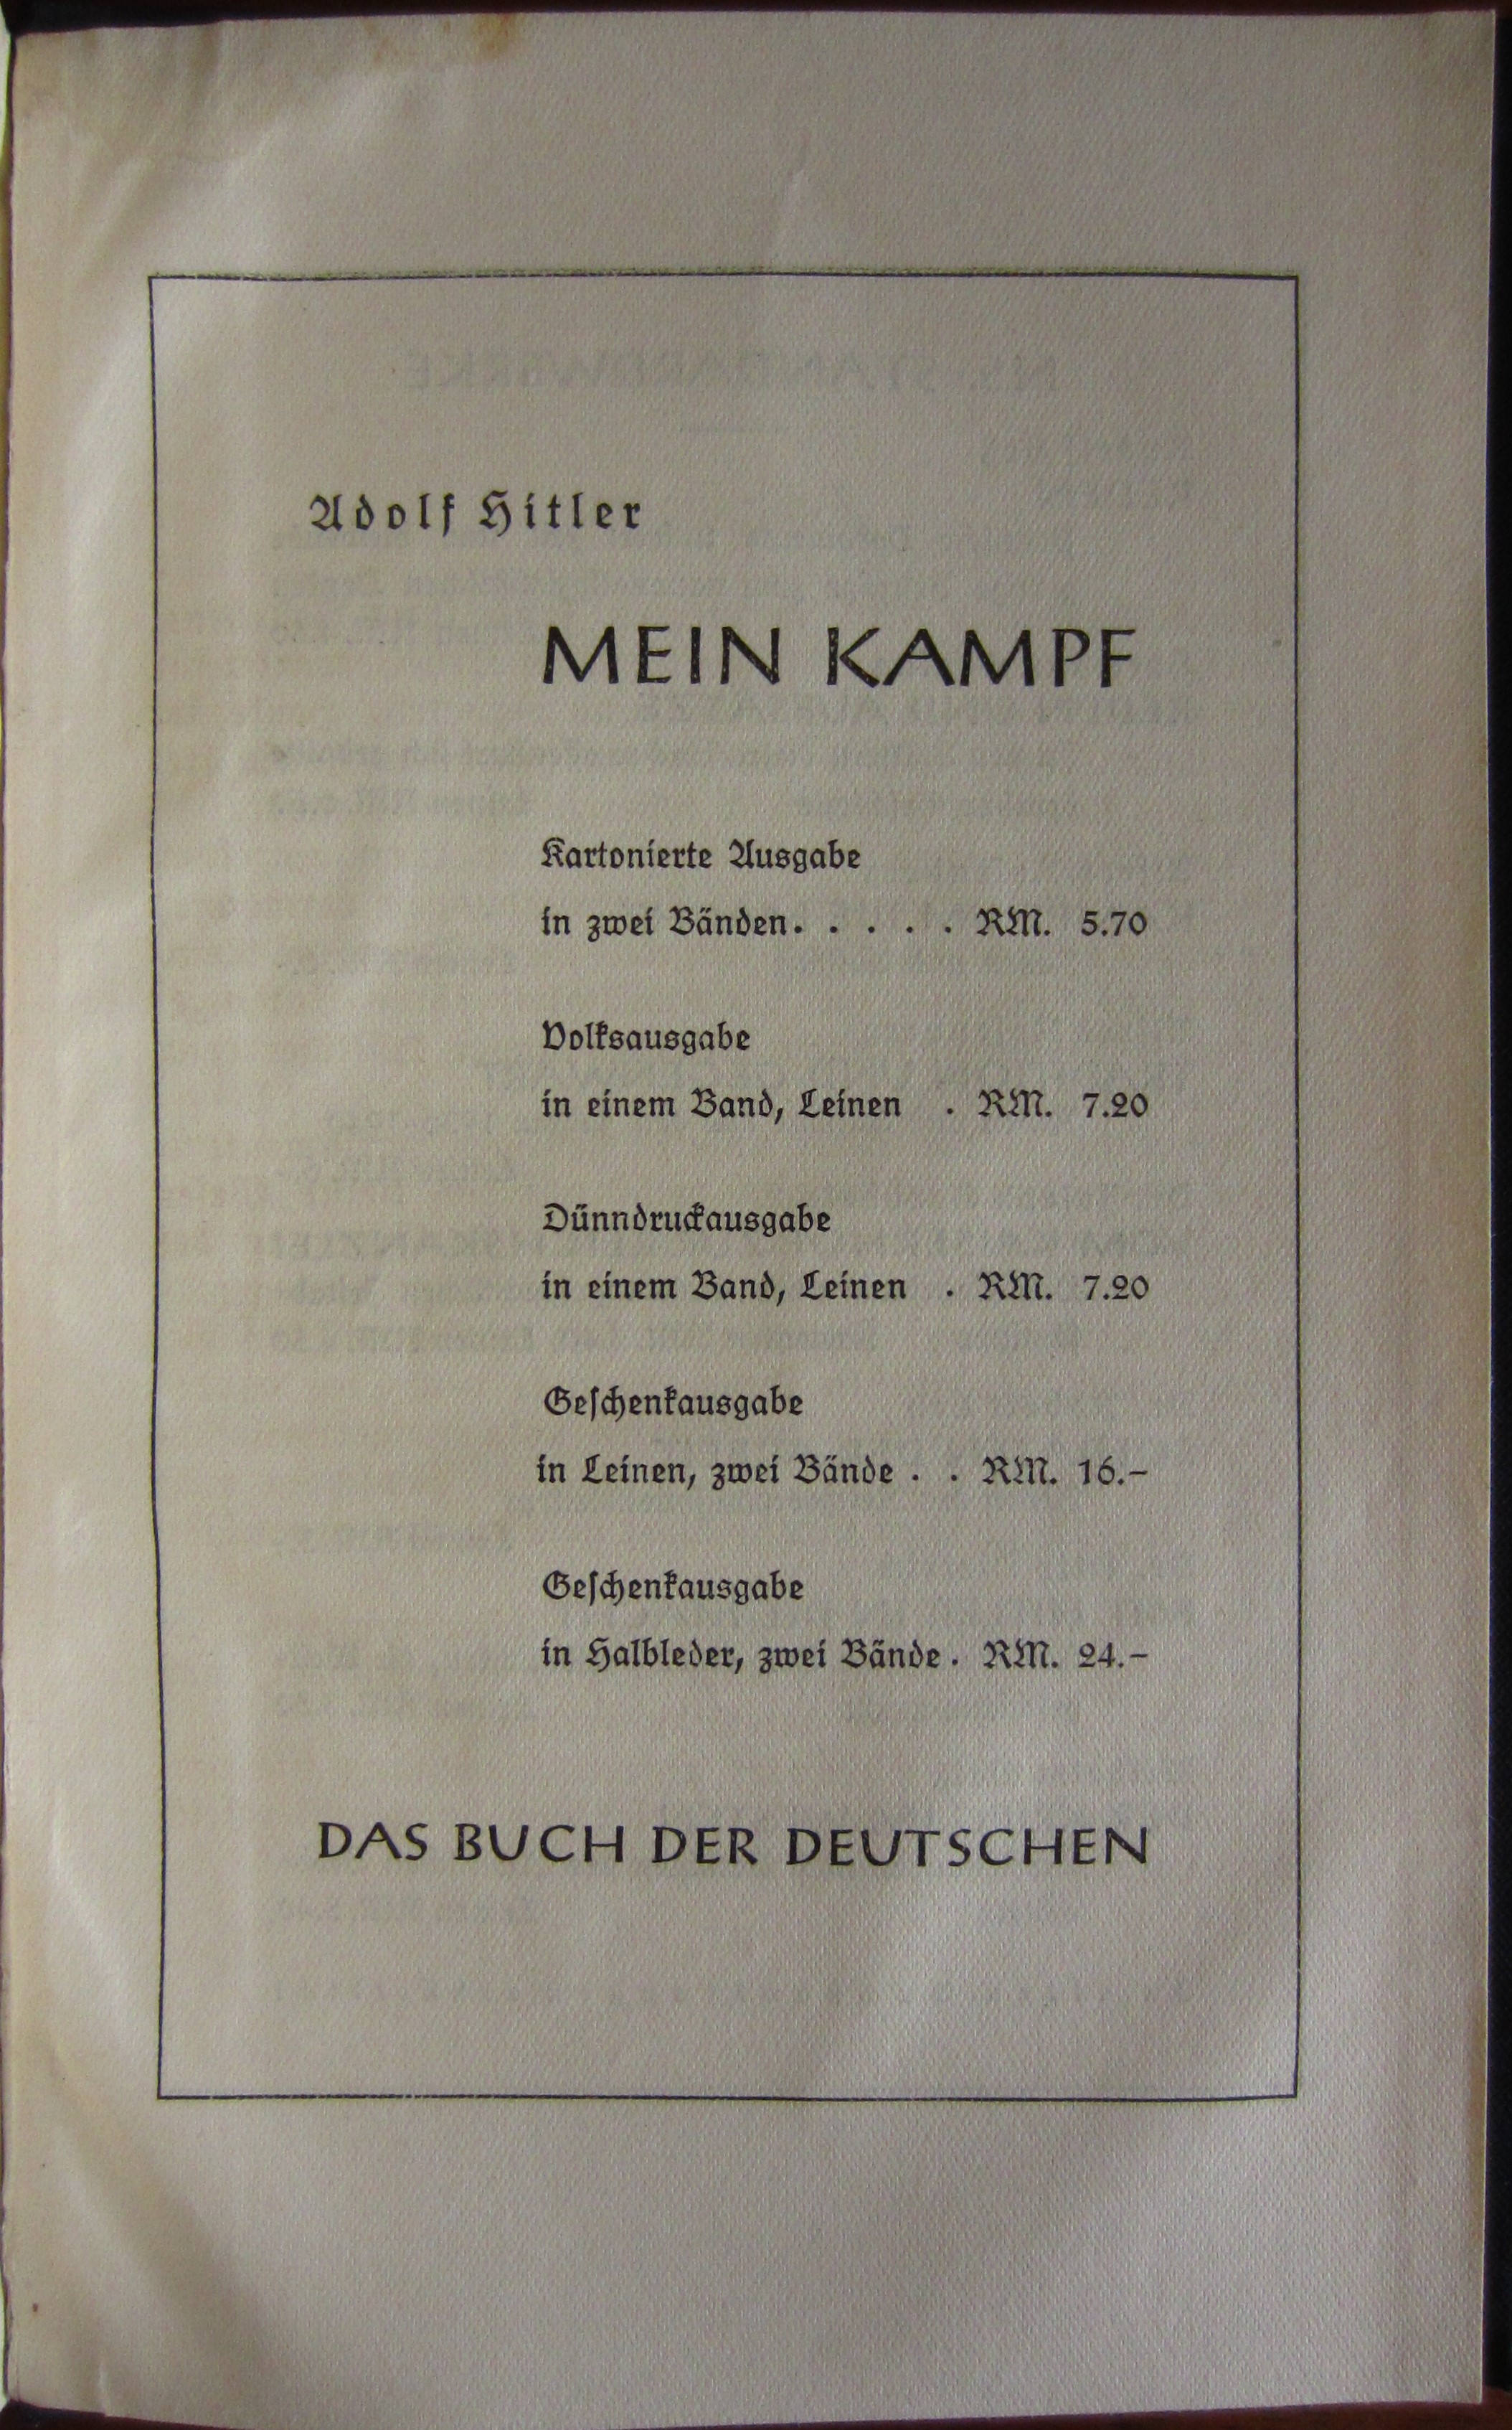 Adolf Hitler
MEIN KAMPF
Kartonierte Ausgabe
in zwei Bänden. . . . . RM. 5.70
Volksausgabe
in einem Band, Leinen . RM. 7.20
Dünndruckausgabe
in einem Band, Leinen . RM. 7.20
Geſchenkausgabe
in Leinen, zwei Bände . . RM. 16.–
Geſchenkausgabe
in Halbleder, zwei Bände . RM. 24.–
DAS BUCH DER DEUTSCHEN